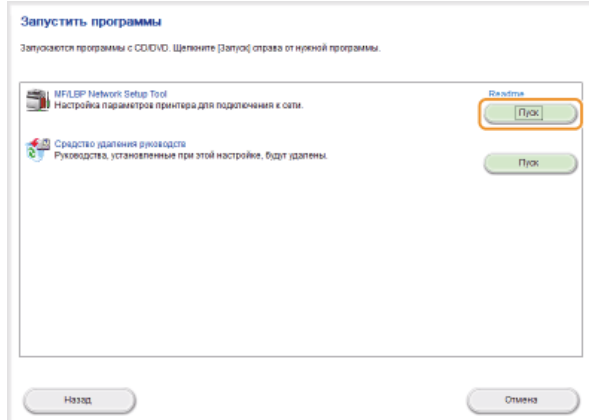 Запустить программы
Запускаются программы с CD/DVD. Щелкните [Запуск] справа от нужной программы.
MF/LBP Network Setup Tool
Readme
Настройка параметров принтера для подключения к сети.
Пуск
Средство удаления руководств
Руководства, установленные при этой настройке, будут удалены.
Пуск
Назад
Отмена